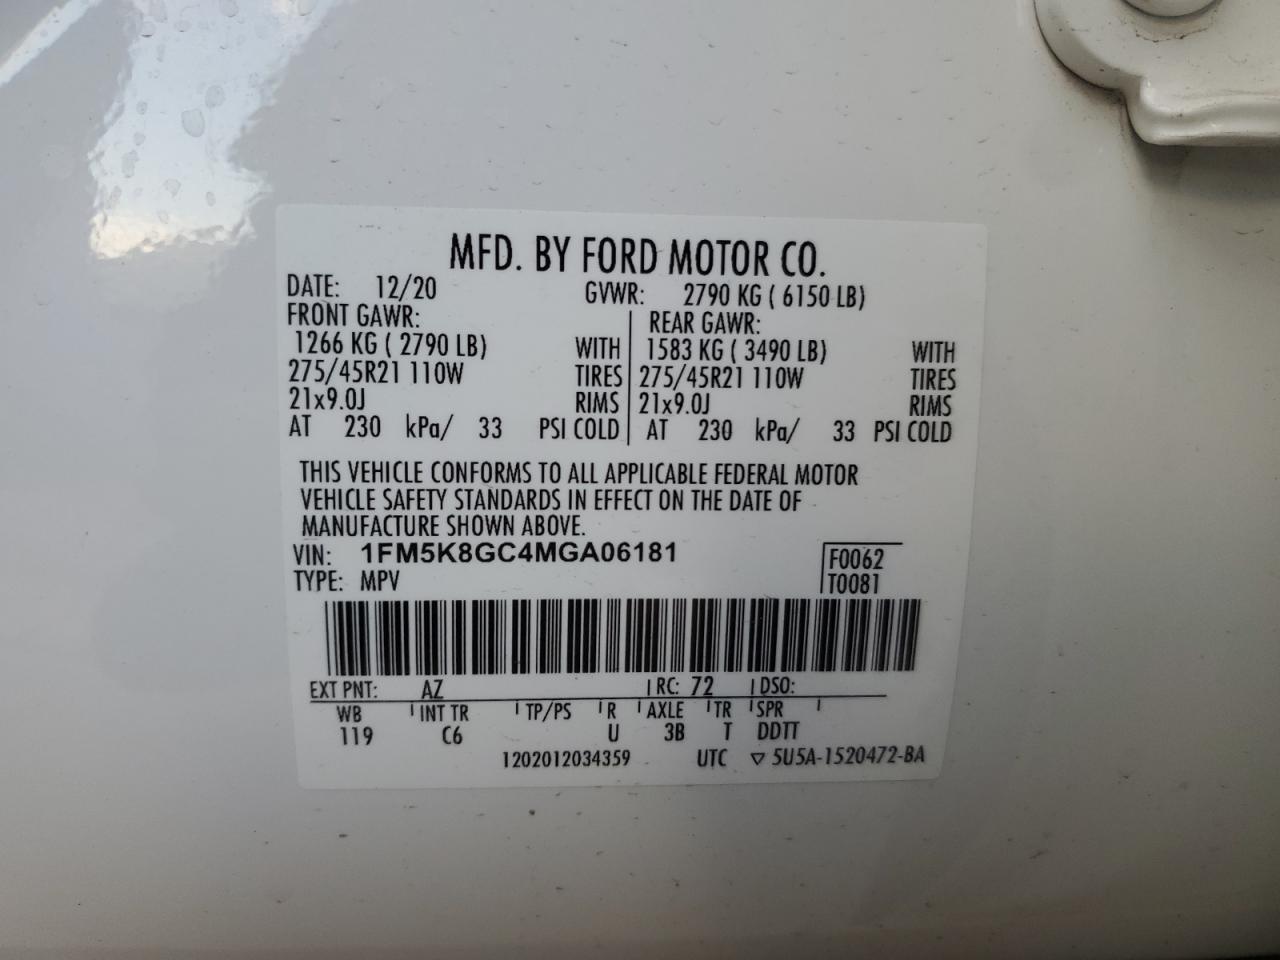 MFD. BY FORD MOTOR CO.
DATE: 12/20 GVWR: 2790 KG ( 6150 LB)
FRONT GAWR: REAR GAWR:
1266 KG ( 2790 LB) WITH 1583 KG ( 3490 LB) WITH
275/45R21 110W TIRES 275/45R21 110W TIRES
21x9.0J RIMS 21x9.0J RIMS
AT 230 kPa/ 33 PSI COLD AT 230 kPa/ 33 PSI COLD
THIS VEHICLE CONFORMS TO ALL APPLICABLE FEDERAL MOTOR
VEHICLE SAFETY STANDARDS IN EFFECT ON THE DATE OF
MANUFACTURE SHOWN ABOVE.
VIN: 1FM5K8GC4MGA06181 F0062
TYPE: MPV T0081
EXT PNT: AZ RC: 72 DSO:
WB INT TR TP/PS R AXLE TR SPR
119 C6 U 3B T DDTT
1202012034359 UTC ▽ 5U5A-1520472-BA